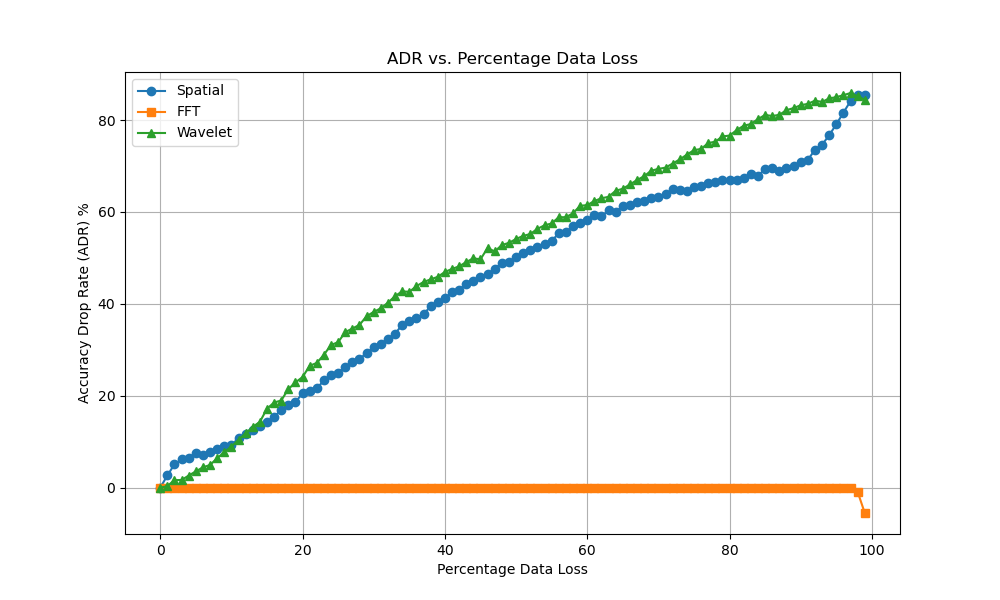 ADR vs. Percentage Data Loss
Spatial
FFT
Wavelet
Accuracy Drop Rate (ADR) %
80
60
40
20
0
0 20 40 60 80 100
Percentage Data Loss